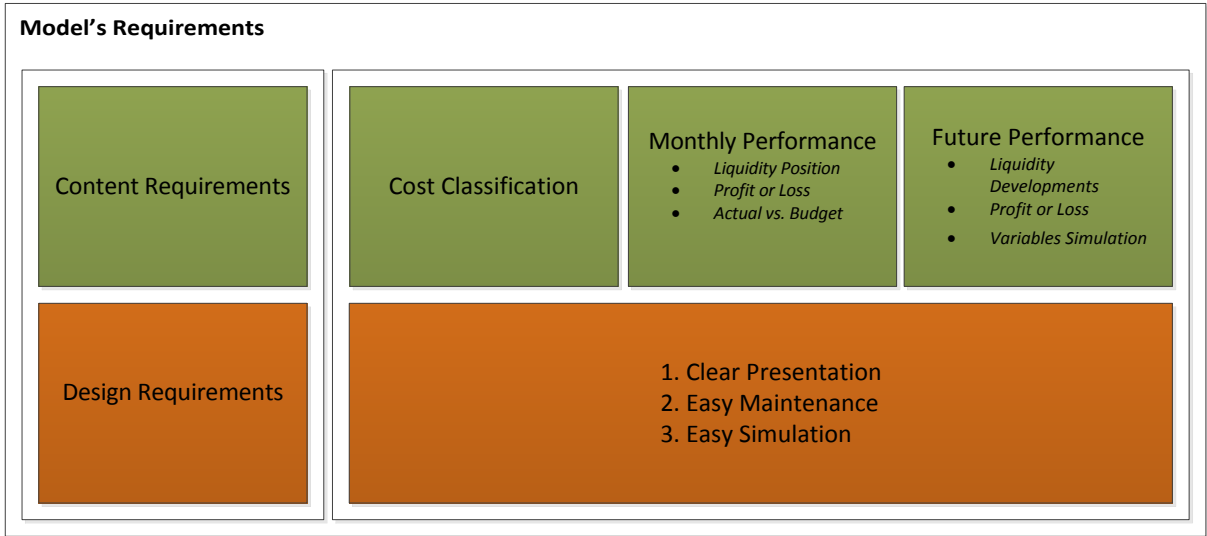 Model’s Requirements
Content Requirements
Cost Classification
Monthly Performance
• Liquidity Position
• Profit or Loss
• Actual vs. Budget
Future Performance
• Liquidity
Developments
• Profit or Loss
• Variables Simulation
Design Requirements
1. Clear Presentation
2. Easy Maintenance
3. Easy Simulation